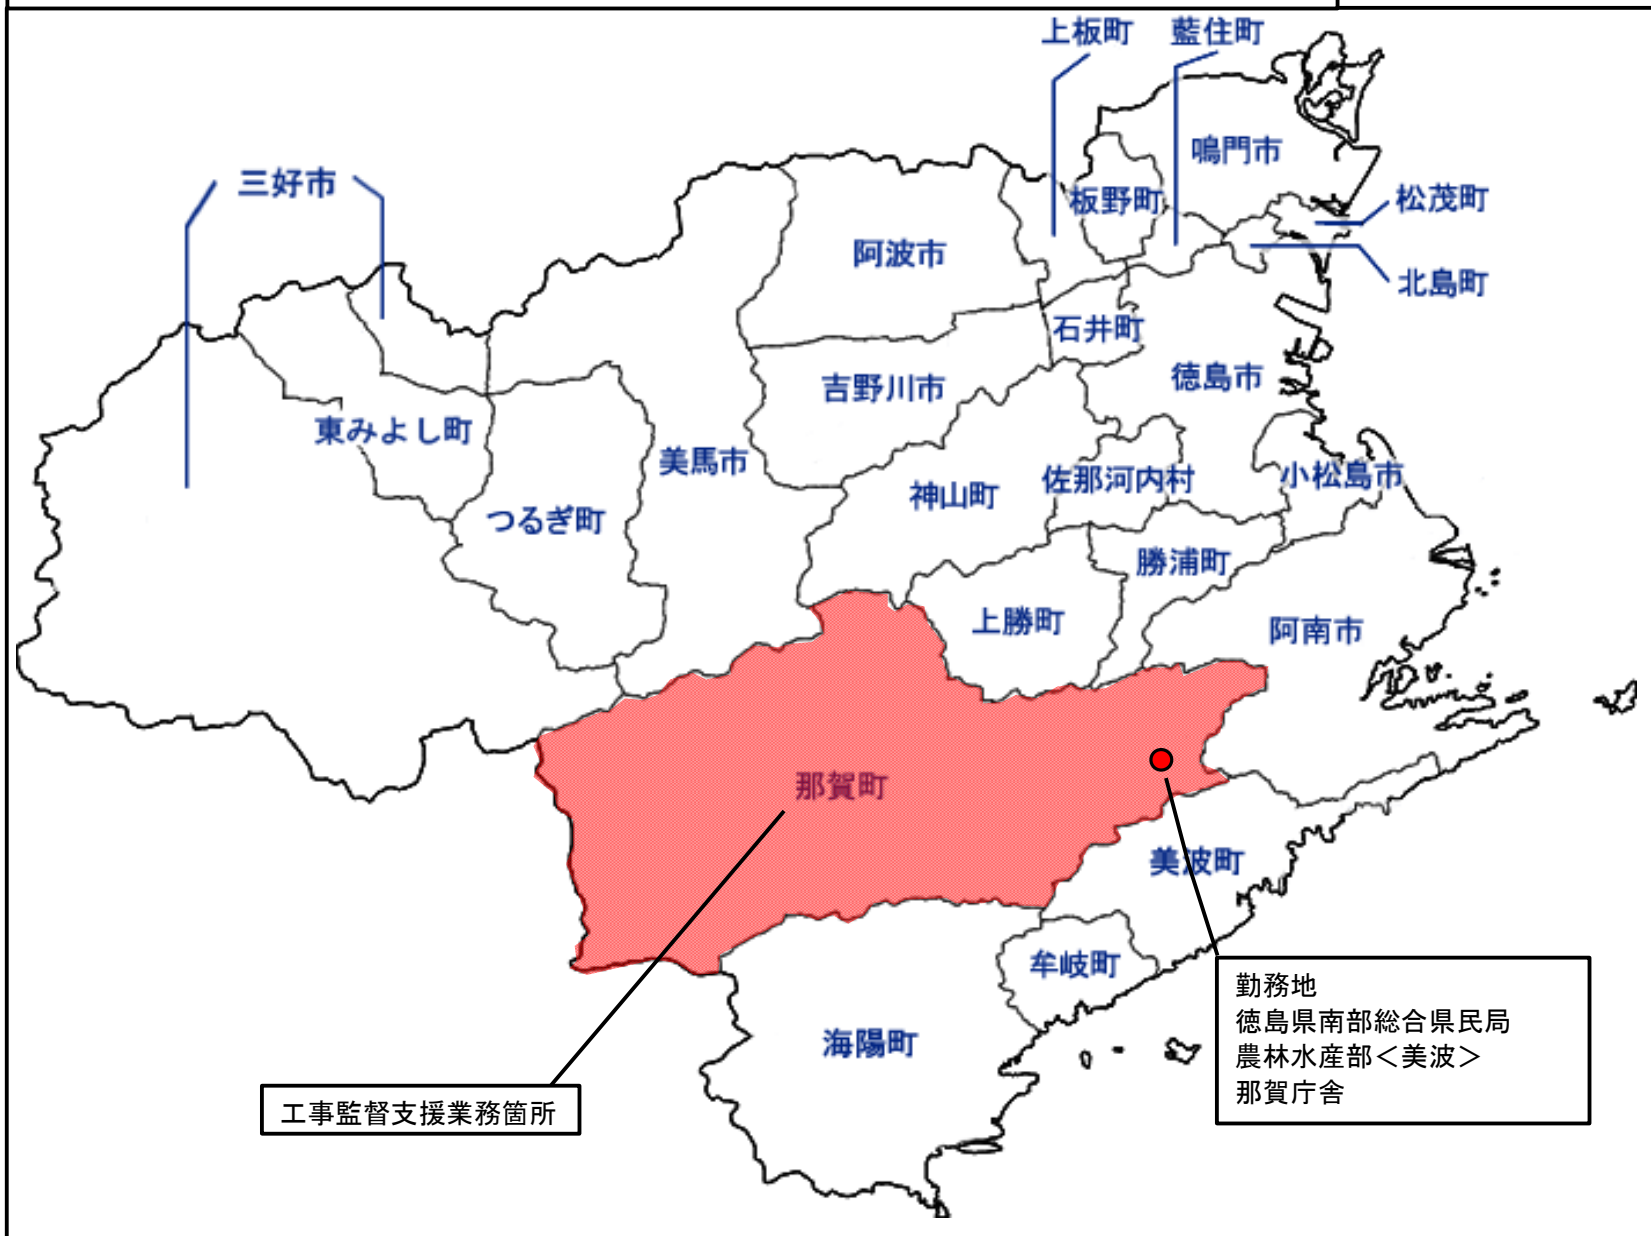 上板町
藍住町
鳴門市
三好市
板野町
松茂町
阿波市
北島町
石井町
徳島市
吉野川市
東みよし町
美馬市
小松島市
佐那河内村
神山町
つるぎ町
勝浦町
上勝町
阿南市
那賀町
美波町
牟岐町
海陽町
勤務地
徳島県南部総合県民局
農林水産部＜美波＞
那賀庁舎
工事監督支援業務箇所